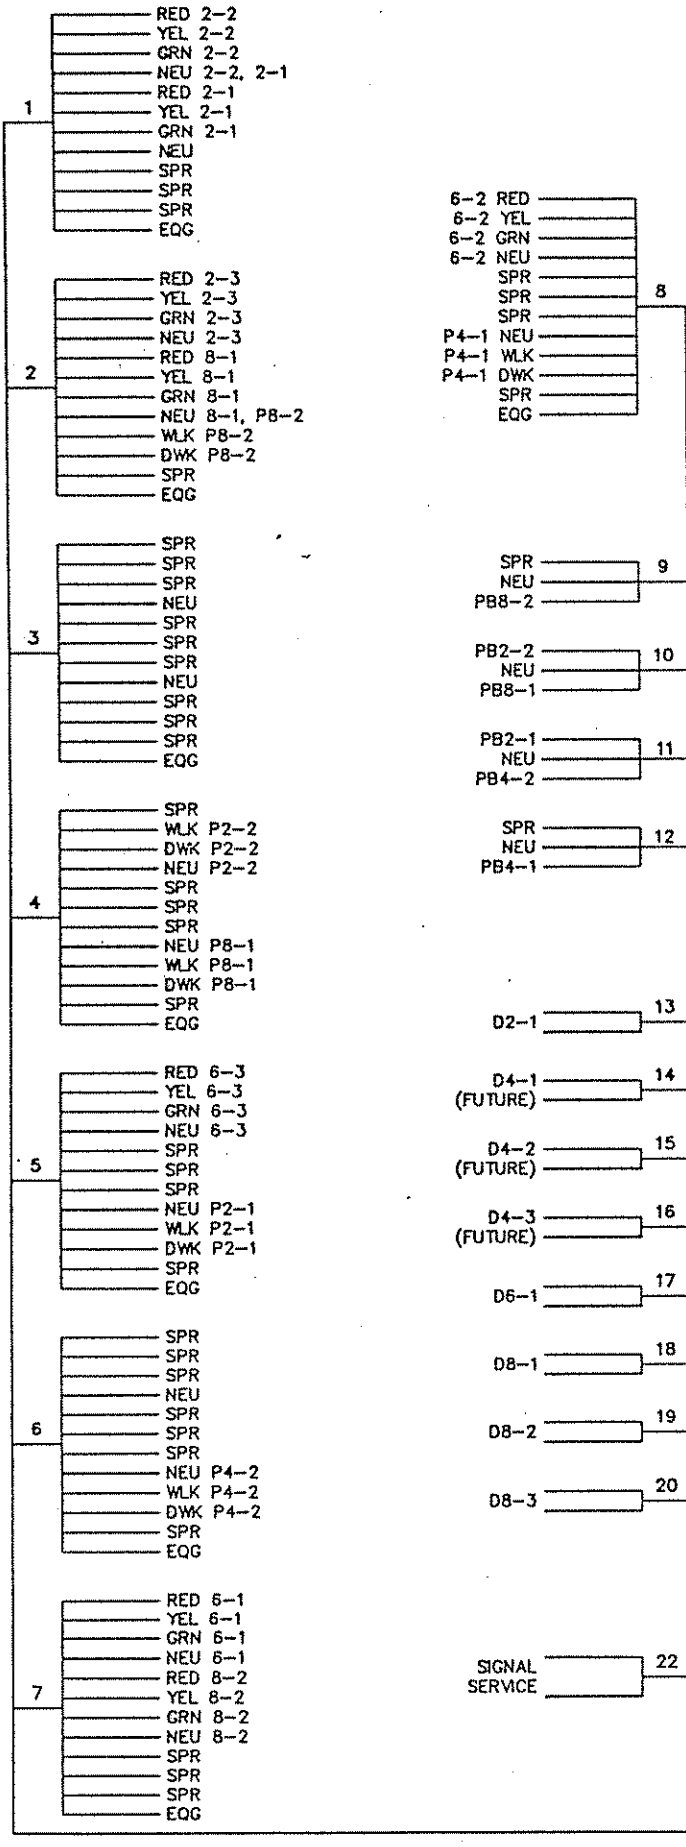 1
RED 2-2
YEL 2-2
GRN 2-2
NEU 2-2, 2-1
RED 2-1
YEL 2-1
GRN 2-1
NEU
SPR
SPR
SPR
EQG
2
RED 2-3
YEL 2-3
GRN 2-3
NEU 2-3
RED 8-1
YEL 8-1
GRN 8-1
NEU 8-1, P8-2
WLK P8-2
DWK P8-2
SPR
EQG
3
SPR
SPR
SPR
NEU
SPR
SPR
SPR
NEU
SPR
SPR
SPR
EQG
4
SPR
WLK P2-2
DWK P2-2
NEU P2-2
SPR
SPR
SPR
NEU P8-1
WLK P8-1
DWK P8-1
SPR
EQG
5
RED 6-3
YEL 6-3
GRN 6-3
NEU 6-3
SPR
SPR
SPR
NEU P2-1
WLK P2-1
DWK P2-1
SPR
EQG
6
SPR
SPR
SPR
NEU
SPR
SPR
SPR
NEU P4-2
WLK P4-2
DWK P4-2
SPR
EQG
7
RED 6-1
YEL 6-1
GRN 6-1
NEU 6-1
RED 8-2
YEL 8-2
GRN 8-2
NEU 8-2
SPR
SPR
SPR
EQG
6-2 RED
6-2 YEL
6-2 GRN
6-2 NEU
SPR
SPR
SPR
P4-1 NEU
P4-1 WLK
P4-1 DWK
SPR
EQG
8
SPR
NEU
PB8-2
9
PB2-2
NEU
PB8-1
10
PB2-1
NEU
PB4-2
11
SPR
NEU
PB4-1
12
D2-1
13
D4-1
(FUTURE)
14
D4-2
(FUTURE)
15
D4-3
(FUTURE)
16
D6-1
17
D8-1
18
D8-2
19
D8-3
20
SIGNAL
SERVICE
22